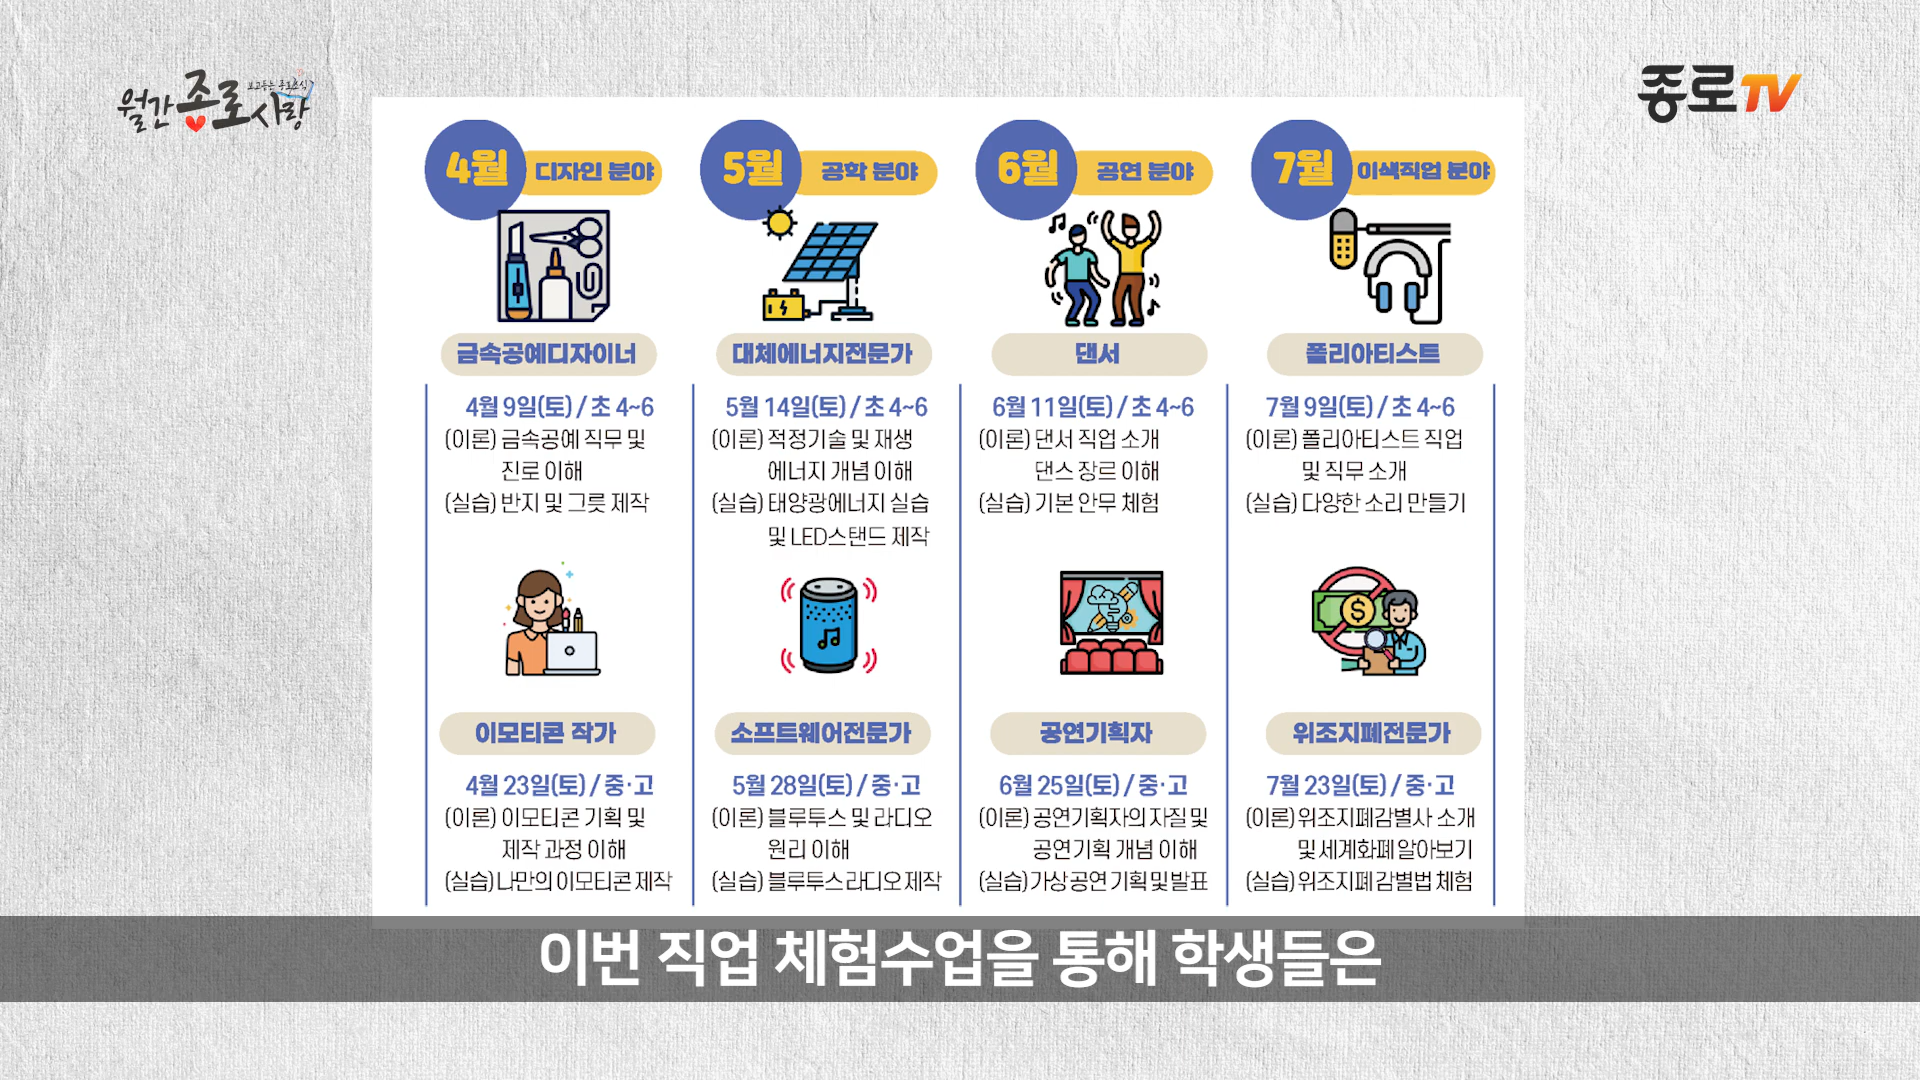 월간 종로 사랑
보고듣는 종로소식
종로TV
4월 디자인 분야
5월 공학 분야
6월 공연 분야
7월 이색직업 분야
금속공예디자이너
4월 9일(토) / 초 4~6
(이론) 금속공예 직무 및
진로 이해
(실습) 반지 및 그릇 제작
대체에너지전문가
5월 14일(토) / 초 4~6
(이론) 적정기술 및 재생
에너지 개념 이해
(실습) 태양광에너지 실습
및 LED스탠드 제작
댄서
6월 11일(토) / 초 4~6
(이론) 댄서 직업 소개
댄스 장르 이해
(실습) 기본 안무 체험
폴리아티스트
7월 9일(토) / 초 4~6
(이론) 폴리아티스트 직업
및 직무 소개
(실습) 다양한 소리 만들기
이모티콘 작가
4월 23일(토) / 중·고
(이론) 이모티콘 기획 및
제작 과정 이해
(실습) 나만의 이모티콘 제작
소프트웨어전문가
5월 28일(토) / 중·고
(이론) 블루투스 및 라디오
원리 이해
(실습) 블루투스 라디오 제작
공연기획자
6월 25일(토) / 중·고
(이론) 공연기획자의 자질 및
공연기획 개념 이해
(실습) 가상 공연 기획 및 발표
위조지폐전문가
7월 23일(토) / 중·고
(이론) 위조지폐감별사 소개
및 세계화폐 알아보기
(실습) 위조지폐 감별법 체험
이번 직업 체험수업을 통해 학생들은